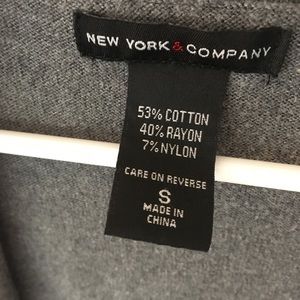 NEW YORK & COMPANY
53% COTTON
40% RAYON
7% NYLON
CARE ON REVERSE
S
MADE IN
CHINA